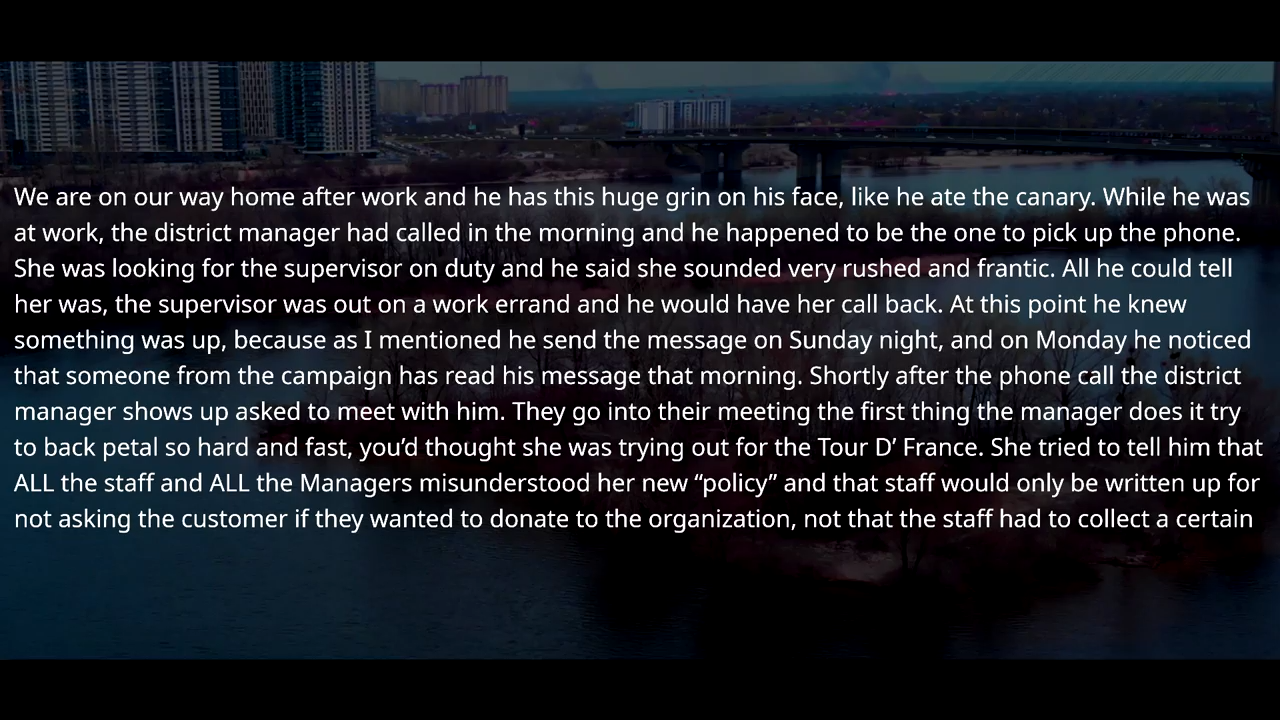 We are on our way home after work and he has this huge grin on his face, like he ate the canary. While he was
at work, the district manager had called in the morning and he happened to be the one to pick up the phone.
She was looking for the supervisor on duty and he said she sounded very rushed and frantic. All he could tell
her was, the supervisor was out on a work errand and he would have her call back. At this point he knew
something was up, because as I mentioned he send the message on Sunday night, and on Monday he noticed
that someone from the campaign has read his message that morning. Shortly after the phone call the district
manager shows up asked to meet with him. They go into their meeting the first thing the manager does it try
to back petal so hard and fast, you’d thought she was trying out for the Tour D’ France. She tried to tell him that
ALL the staff and ALL the Managers misunderstood her new “policy” and that staff would only be written up for
not asking the customer if they wanted to donate to the organization, not that the staff had to collect a certain